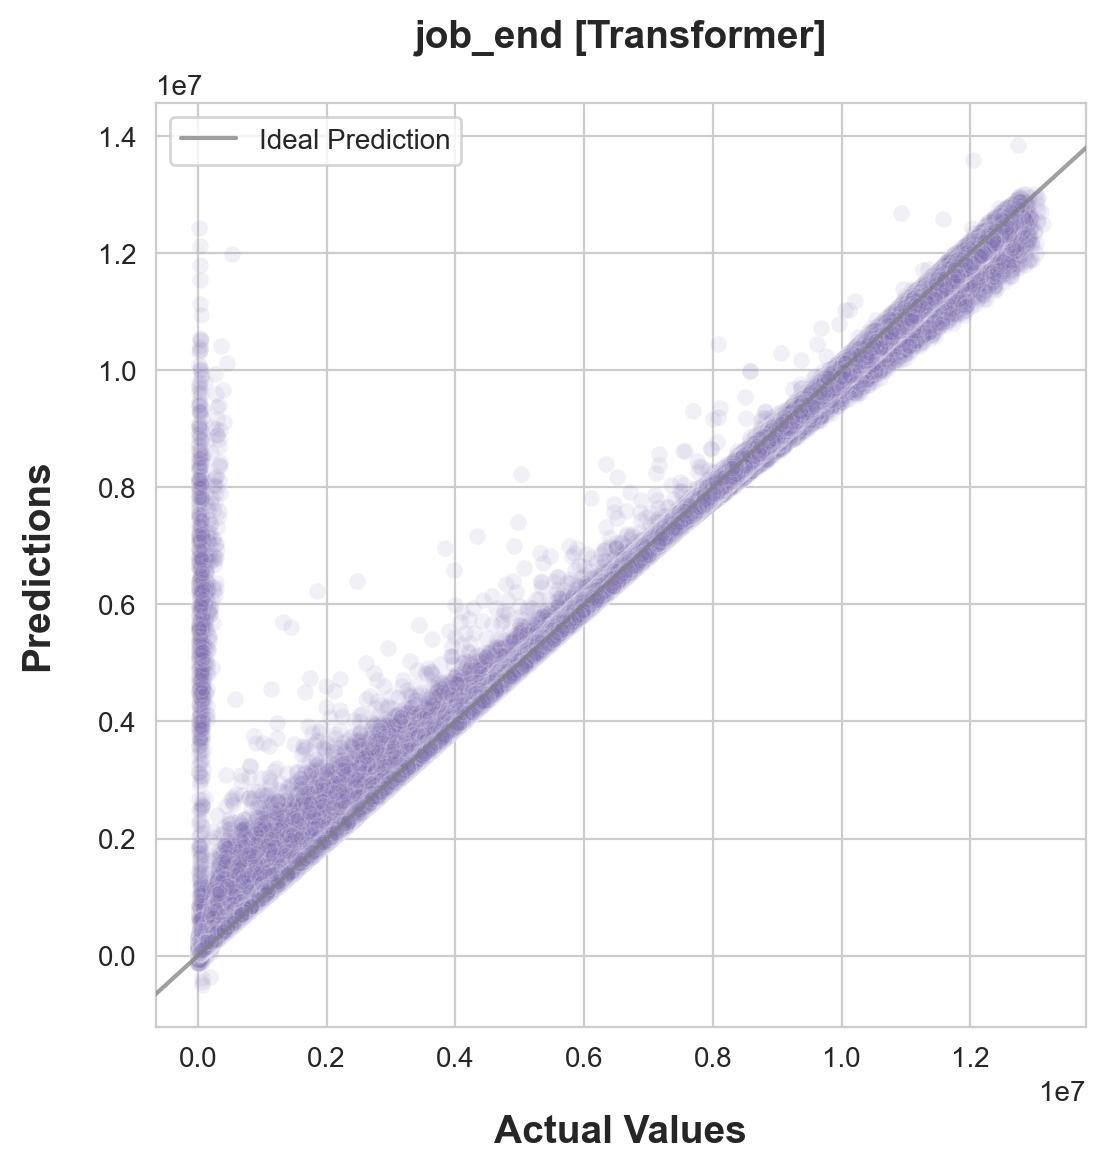 job_end [Transformer]
1e7
Ideal Prediction
1.4
1.2
1.0
0.8
0.6
0.4
0.2
0.0
Predictions
0.0 0.2 0.4 0.6 0.8 1.0 1.2
1e7
Actual Values